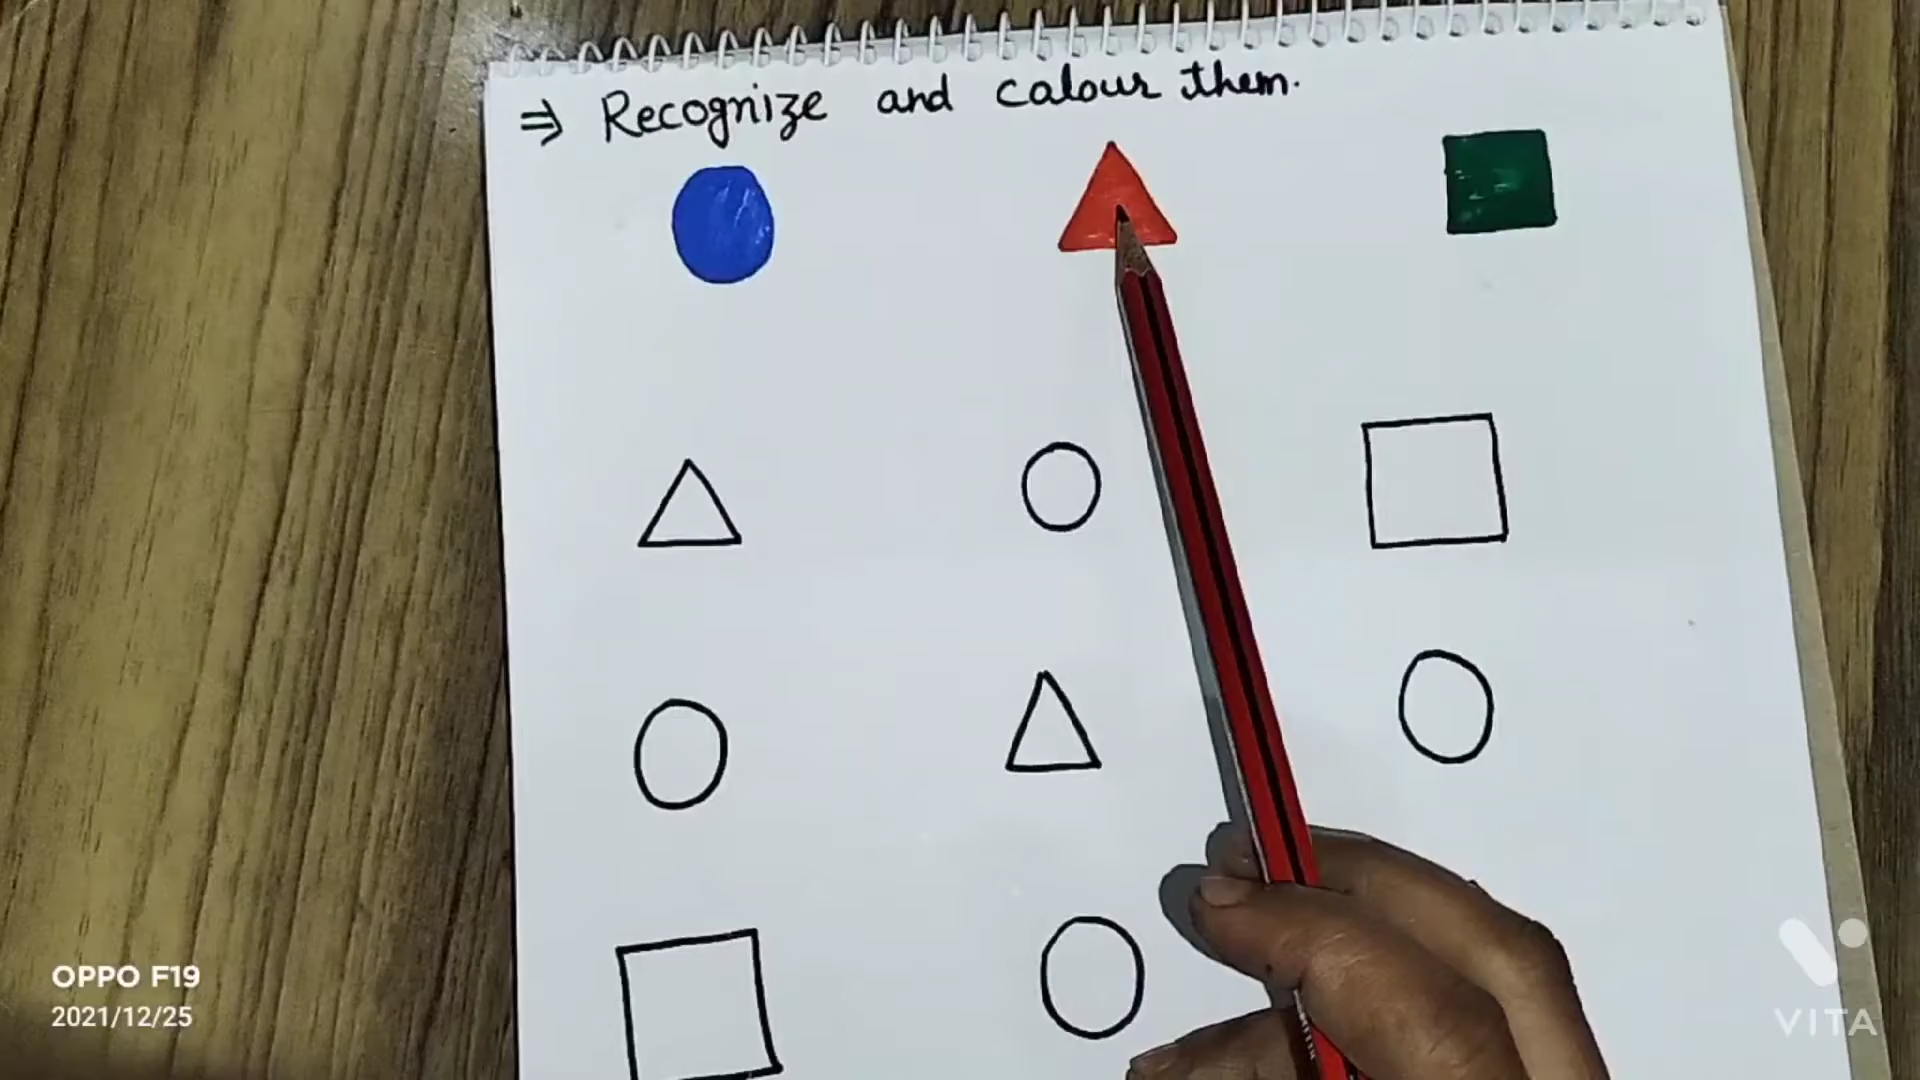 ⇒ Recognize and calour them.
OPPO F19
2021/12/25
VITA